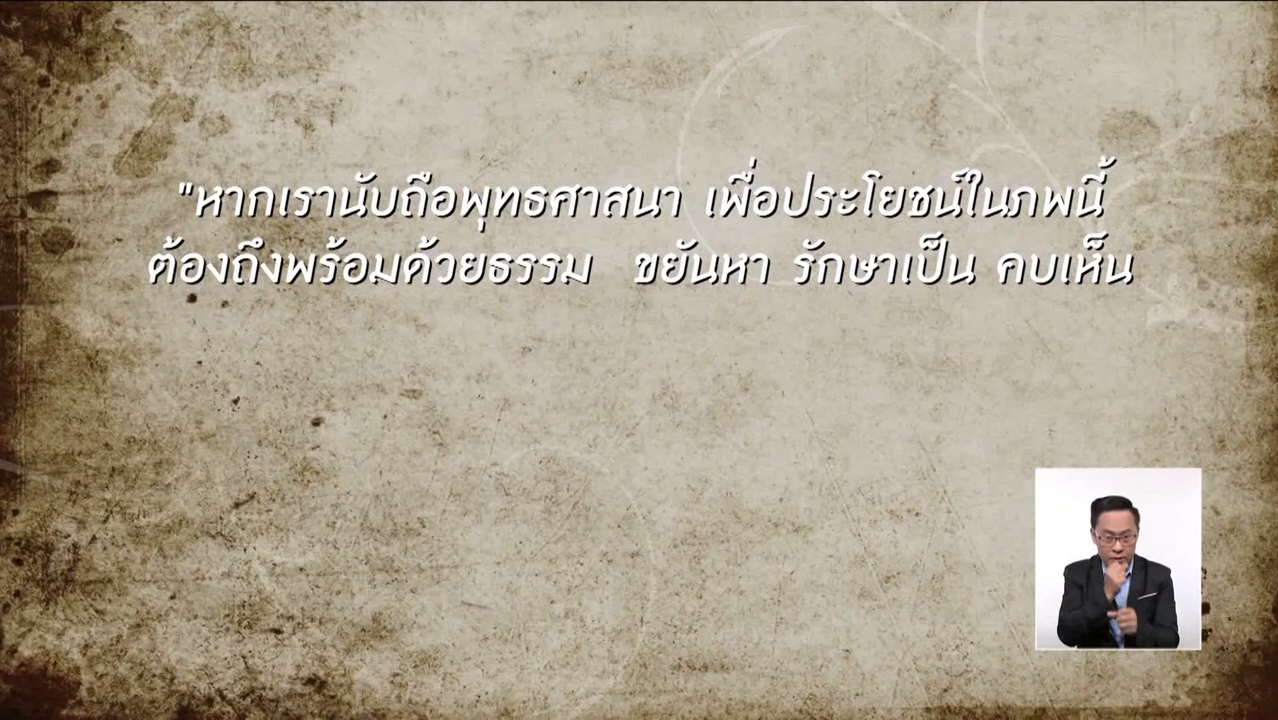 "หากเรานับถือพุทธศาสนา เพื่อประโยชน์ในภพนี้
ต้องถึงพร้อมด้วยธรรม ขยันหา รักษาเป็น คบเห็น